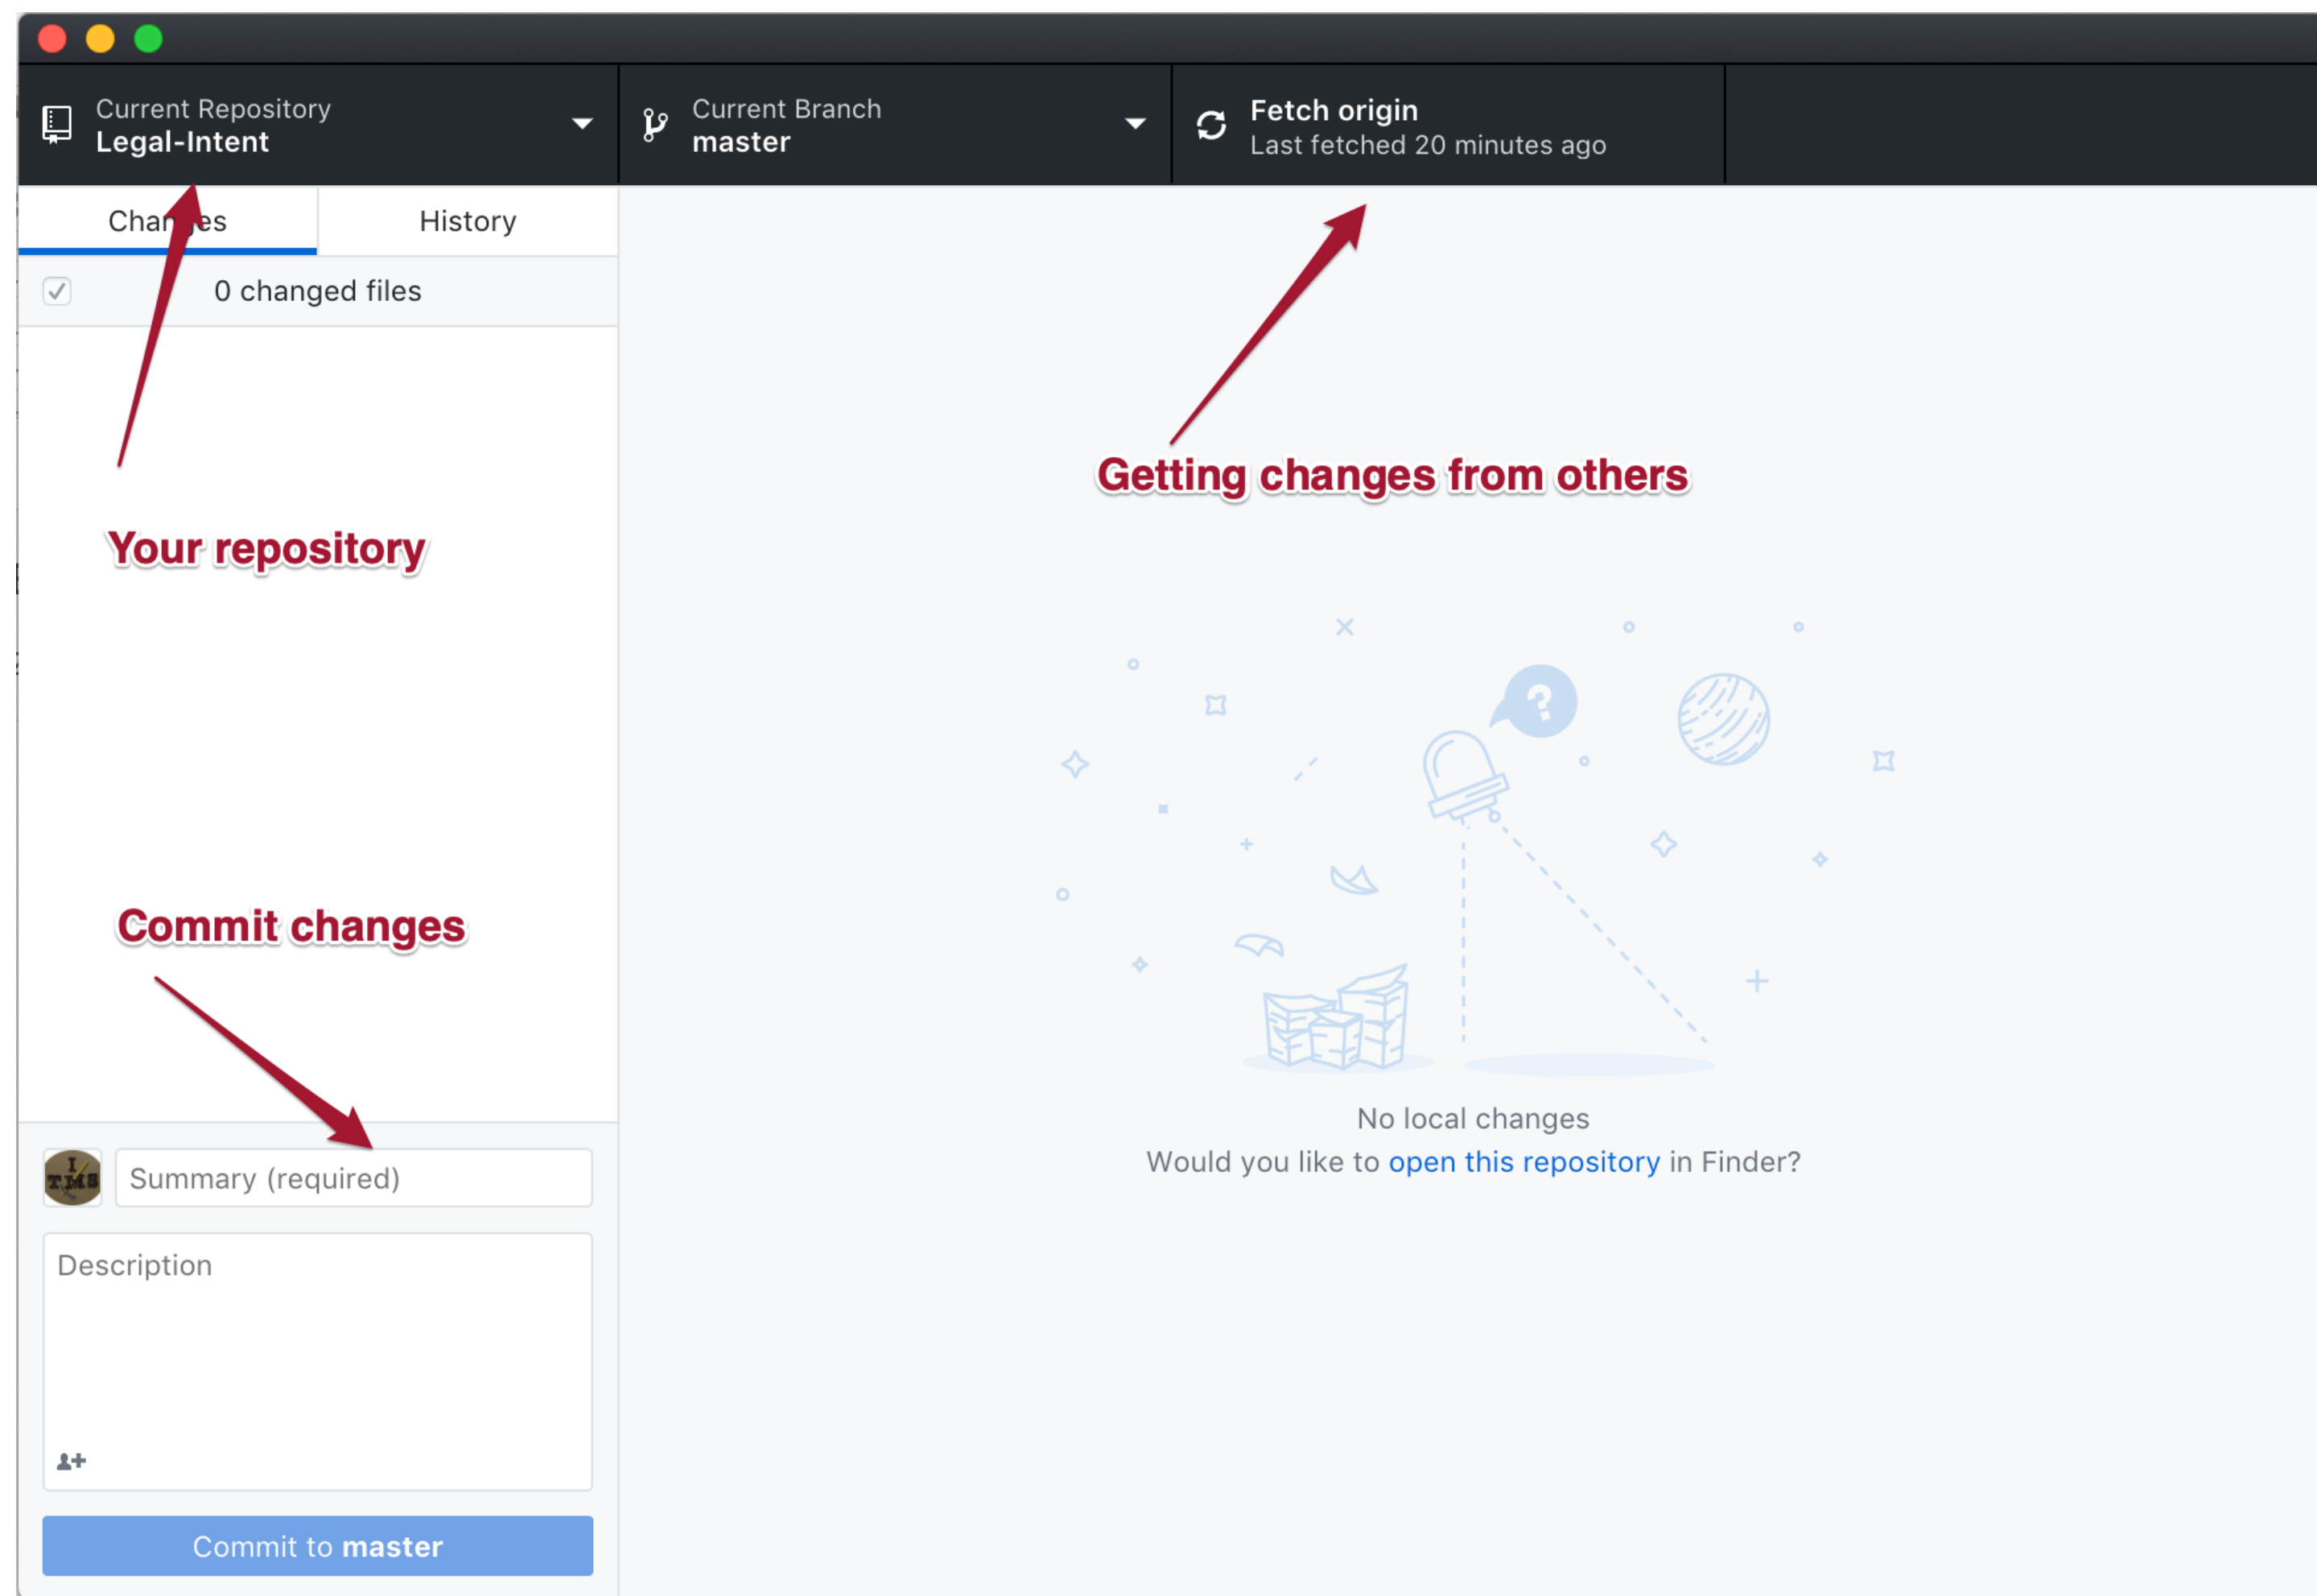 Current Repository
Legal-Intent
Current Branch
master
Fetch origin
Last fetched 20 minutes ago
Changes
History
0 changed files
Getting changes from others
Your repository
?
Commit changes
No local changes
Would you like to open this repository in Finder?
I
TMS
Summary (required)
Description
Commit to master